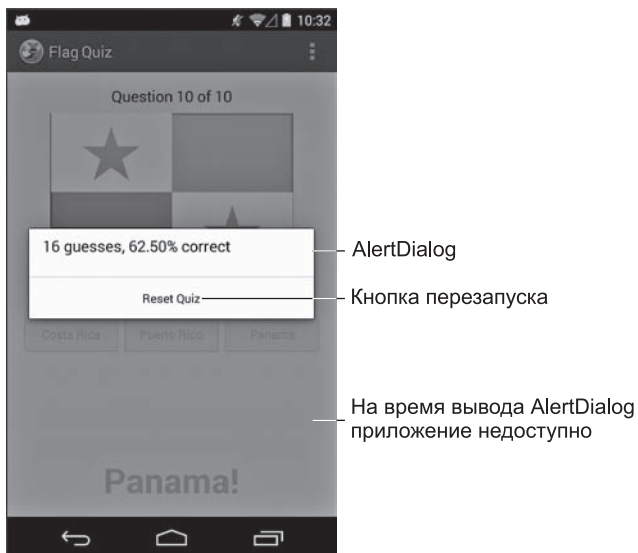 10:32
Flag Quiz
Question 10 of 10
16 guesses, 62.50% correct
Reset Quiz
Costa Rica
Puerto Rico
Panama
Panama!
AlertDialog
Кнопка перезапуска
На время вывода AlertDialog
приложение недоступно